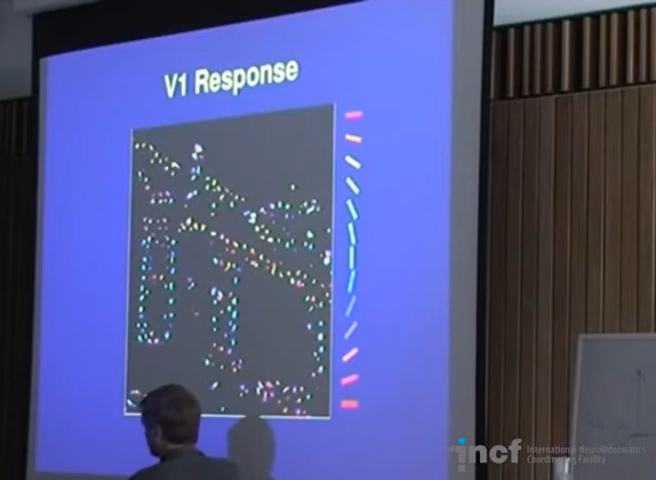 V1 Response
incf International Neuroinformatics
Coordinating Facility